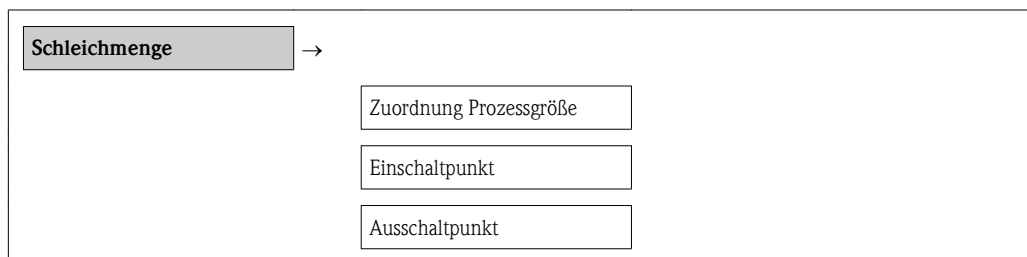 Schleichmenge →
Zuordnung Prozessgröße
Einschaltpunkt
Ausschaltpunkt